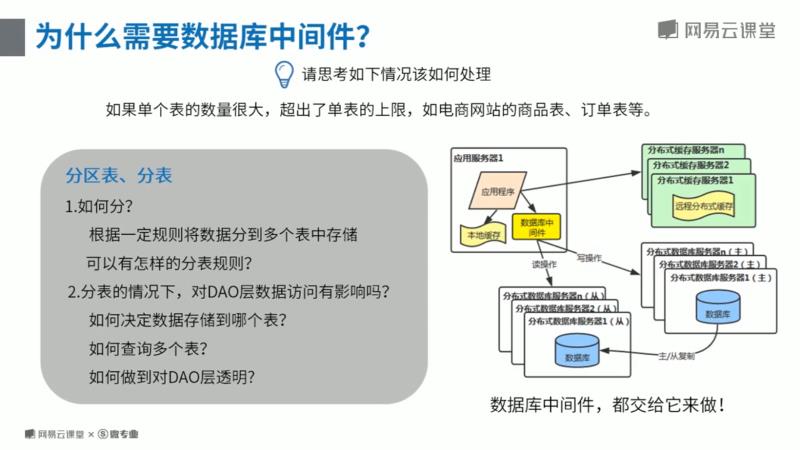 为什么需要数据库中间件？
网易云课堂
请思考如下情况该如何处理
如果单个表的数量很大，超出了单表的上限，如电商网站的商品表、订单表等。
分区表、分表
1.如何分？
根据一定规则将数据分到多个表中存储
可以有怎样的分表规则？
2.分表的情况下，对DAO层数据访问有影响吗？
如何决定数据存储到哪个表？
如何查询多个表？
如何做到对DAO层透明？
应用服务器1
应用程序
本地缓存
数据库中
间件
分布式缓存服务器n
分布式缓存服务器2
分布式缓存服务器1
远程分布式缓存
读操作
写操作
分布式数据库服务器n（主）
分布式数据库服务器2（主）
分布式数据库服务器1（主）
数据库
分布式数据库服务器n（从）
分布式数据库服务器2（从）
分布式数据库服务器1（从）
数据库
主/从复制
数据库中间件，都交给它来做！
网易云课堂 × 微专业